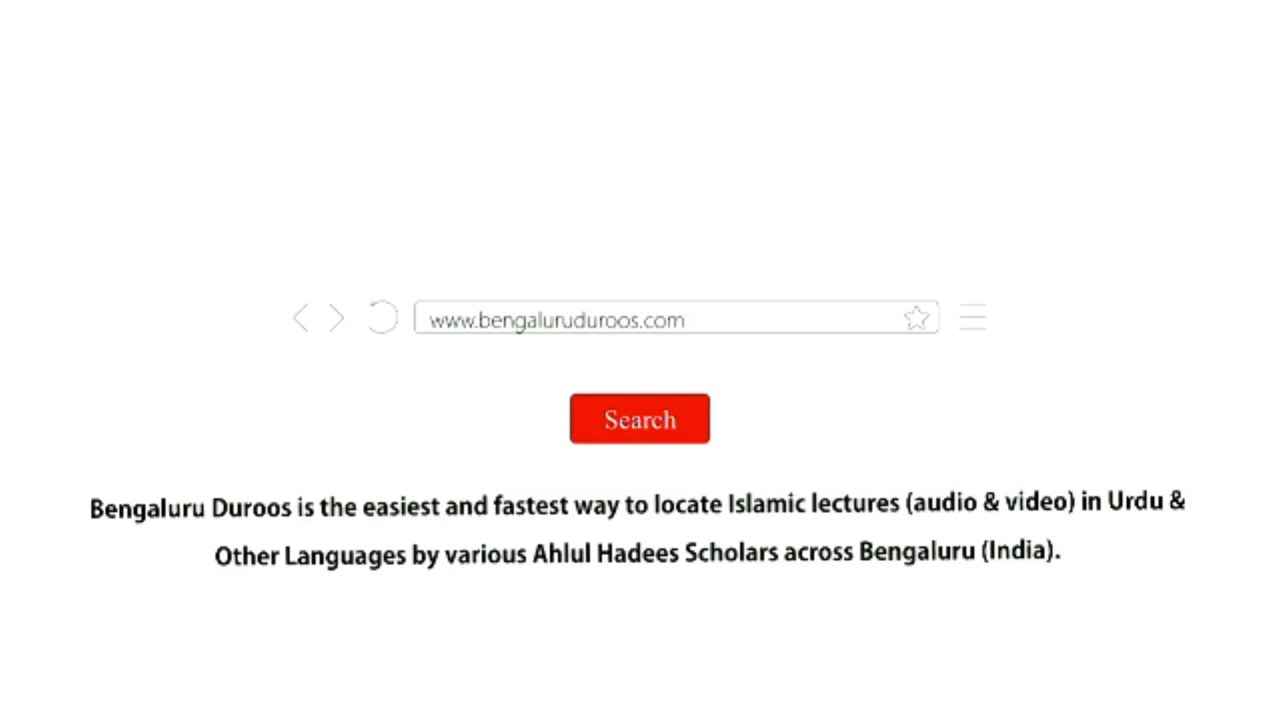 www.bengaluruduroos.com
Search
Bengaluru Duroos is the easiest and fastest way to locate Islamic lectures (audio & video) in Urdu &
Other Languages by various Ahlul Hadees Scholars across Bengaluru (India).